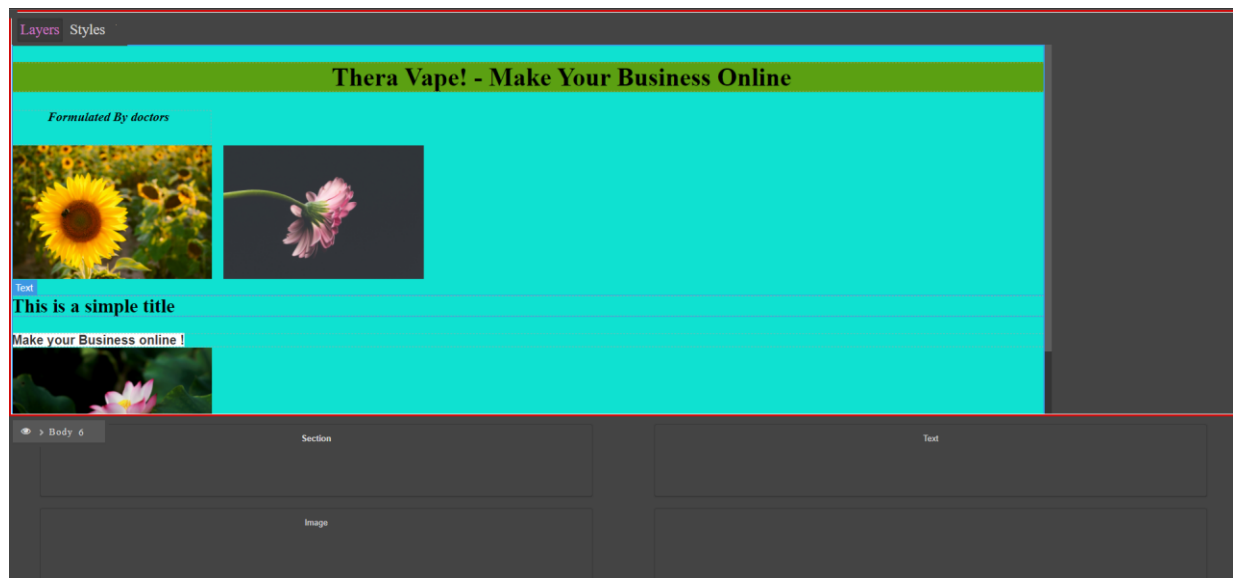 Layers Styles
Thera Vape! - Make Your Business Online
Formulated By doctors
Text
This is a simple title
Make your Business online !
> Body 6
Section
Text
Image